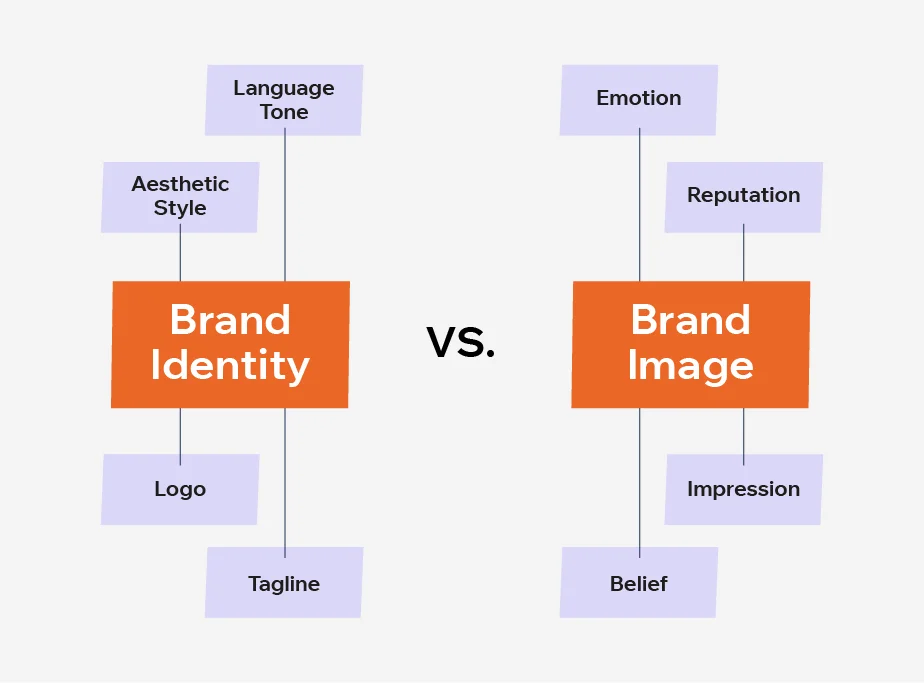 Language
Tone
Aesthetic
Style
Brand
Identity
Logo
Tagline
vs.
Emotion
Reputation
Brand
Image
Impression
Belief